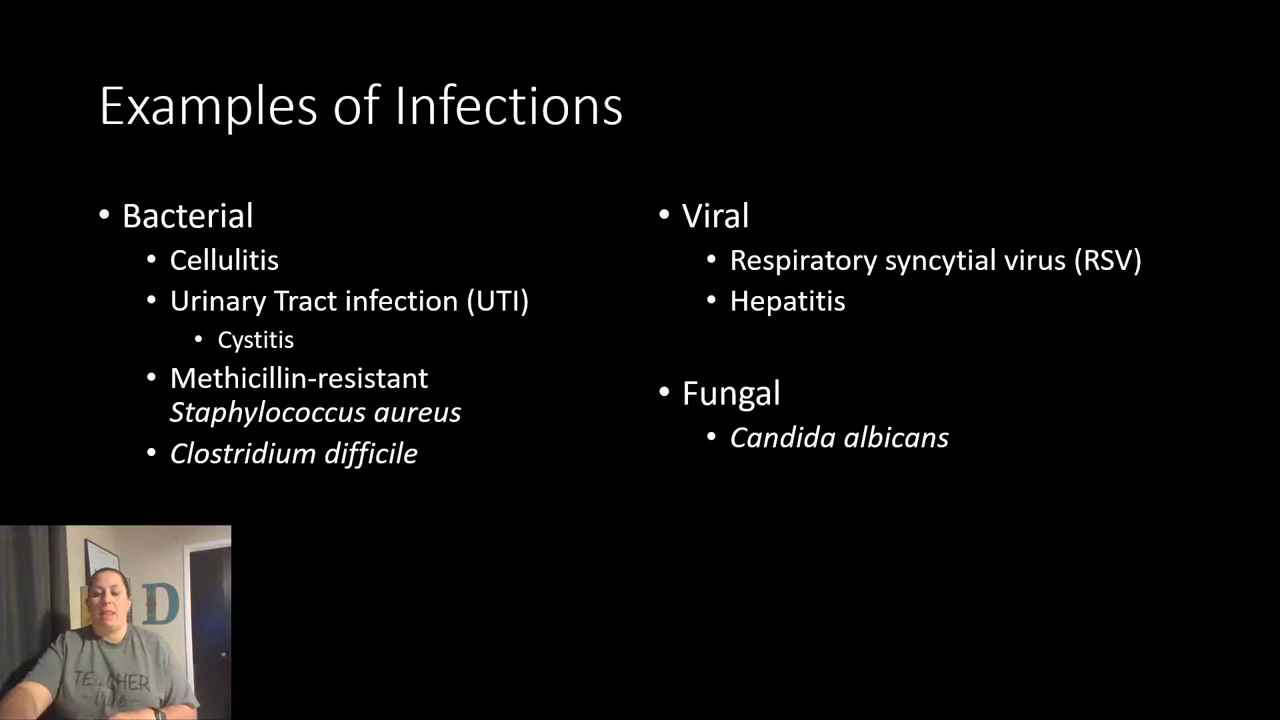 Examples of Infections
• Bacterial
• Cellulitis
• Urinary Tract infection (UTI)
• Cystitis
• Methicillin-resistant
Staphylococcus aureus
• Clostridium difficile
• Viral
• Respiratory syncytial virus (RSV)
• Hepatitis
• Fungal
• Candida albicans
D